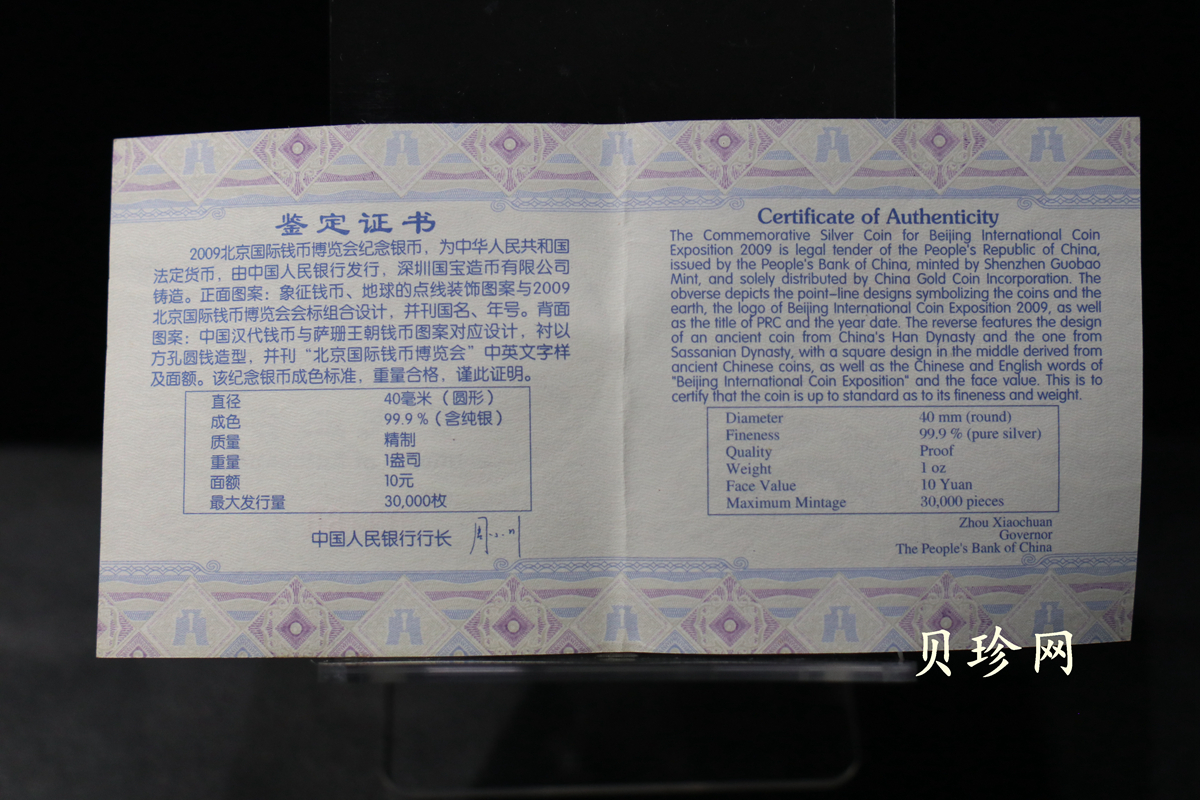 鉴定证书
2009北京国际钱币博览会纪念银币，为中华人民共和国
法定货币，由中国人民银行发行，深圳国宝造币有限公司
铸造。正面图案：象征钱币、地球的点线装饰图案与2009
北京国际钱币博览会会标组合设计，并刊国名、年号。背面
图案：中国汉代钱币与萨珊王朝钱币图案对应设计，衬以
方孔圆钱造型，并刊“北京国际钱币博览会”中英文字样
及面额。该纪念银币成色标准，重量合格，谨此证明。
直径 40毫米（圆形）
成色 99.9％（含纯银）
质量 精制
重量 1盎司
面额 10元
最大发行量 30,000枚
中国人民银行行长
Certificate of Authenticity
The Commemorative Silver Coin for Beijing International Coin
Exposition 2009 is legal tender of the People's Republic of China,
issued by the People's Bank of China, minted by Shenzhen Guobao
Mint, and solely distributed by China Gold Coin Incorporation. The
obverse depicts the point-line designs symbolizing the coins and the
earth, the logo of Beijing International Coin Exposition 2009, as well
as the title of PRC and the year date. The reverse features the design
of an ancient coin from China's Han Dynasty and the one from
Sassanian Dynasty, with a square design in the middle derived from
ancient Chinese coins, as well as the Chinese and English words of
"Beijing International Coin Exposition" and the face value. This is to
certify that the coin is up to standard as to its fineness and weight.
Diameter 40 mm (round)
Fineness 99.9 % (pure silver)
Quality Proof
Weight 1 oz
Face Value 10 Yuan
Maximum Mintage 30,000 pieces
Zhou Xiaochuan
Governor
The People's Bank of China
贝珍网